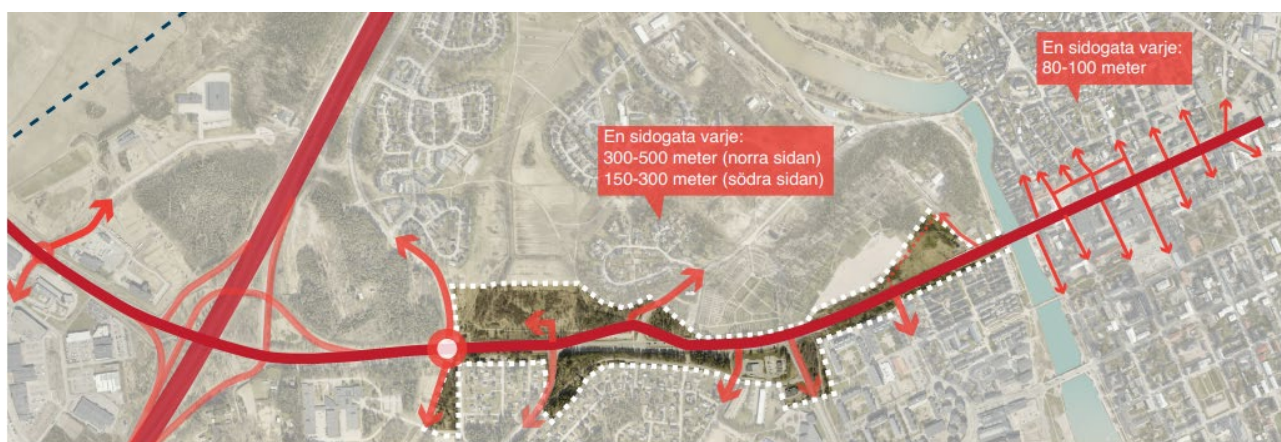 En sidogata varje:
80-100 meter
En sidogata varje:
300-500 meter (norra sidan)
150-300 meter (södra sidan)